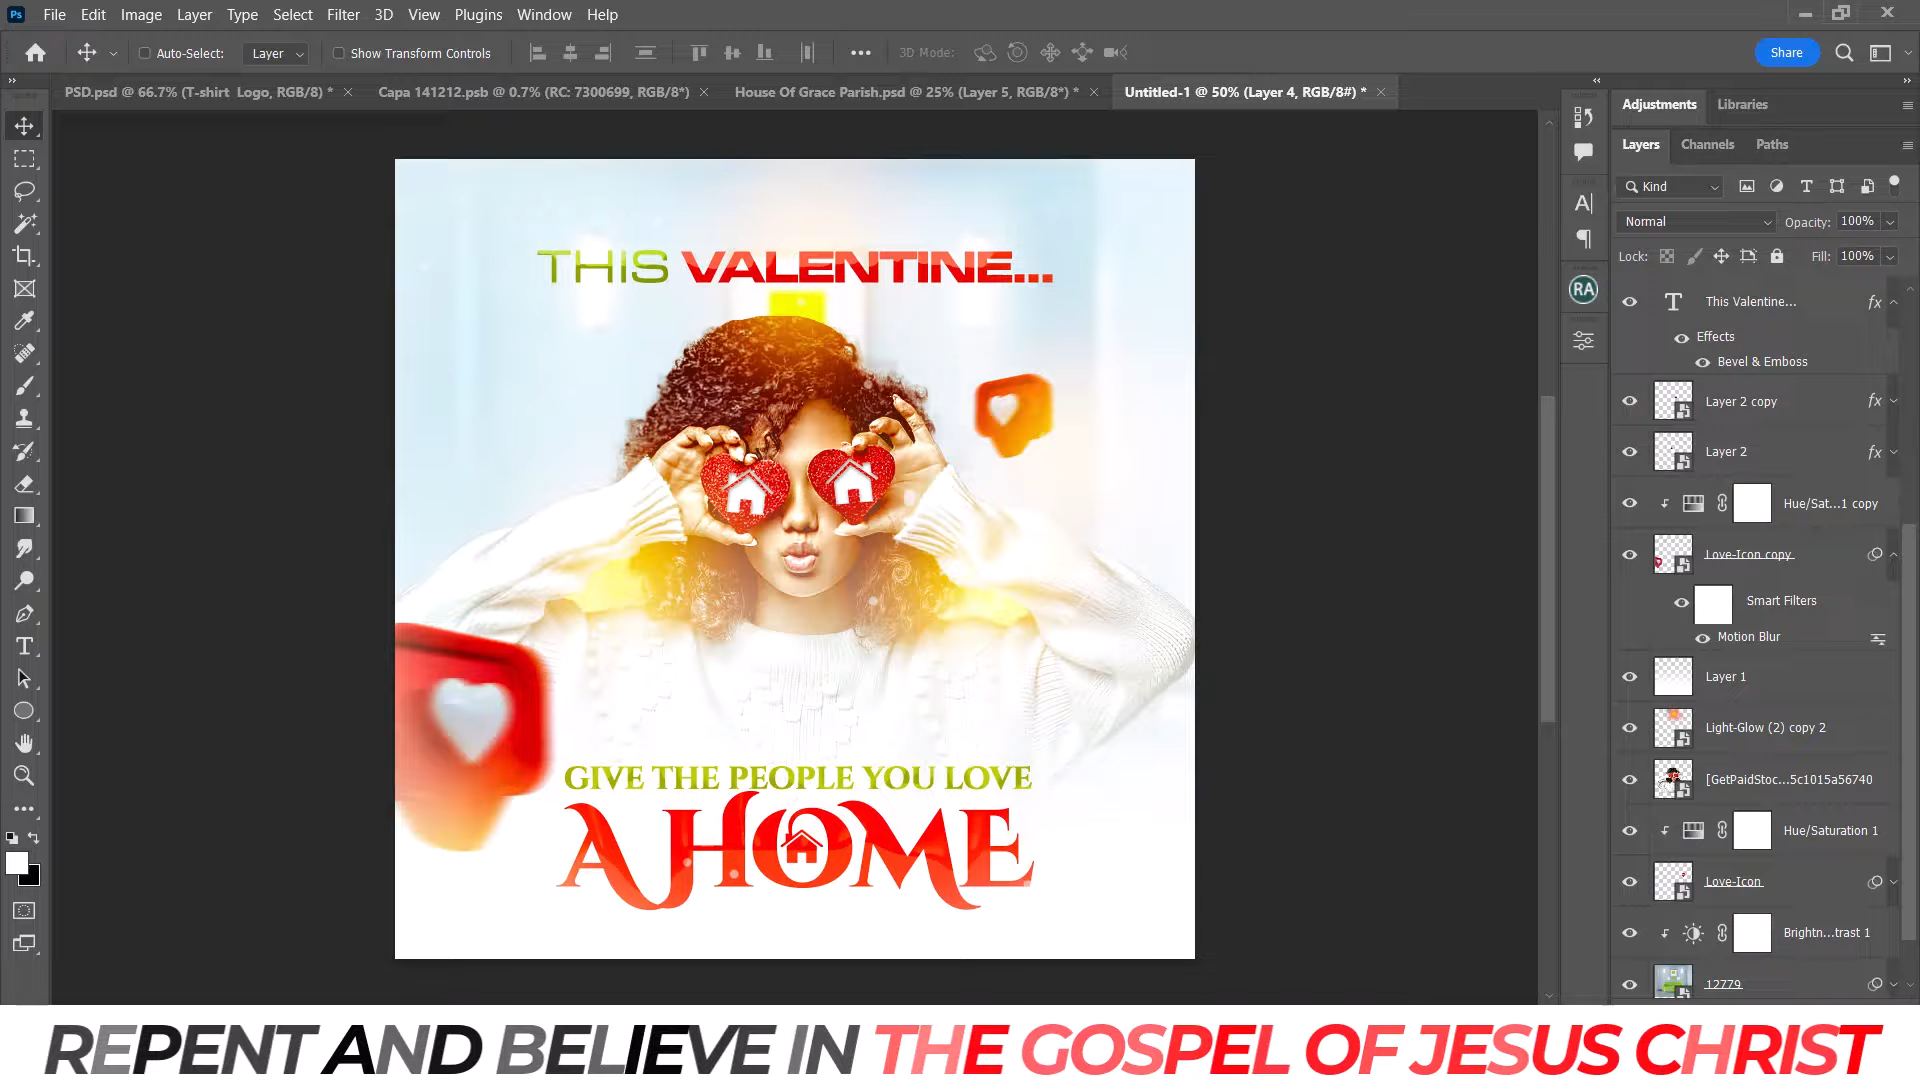 Ps File Edit Image Layer Type Select Filter 3D View Plugins Window Help
Auto-Select: Layer Show Transform Controls 3D Mode: Share
PSD.psd @ 66.7% (T-shirt Logo, RGB/8) * Capa 141212.psb @ 0.7% (RC: 7300699, RGB/8*) House Of Grace Parish.psd @ 25% (Layer 5, RGB/8*) * Untitled-1 @ 50% (Layer 4, RGB/8#) *
Adjustments Libraries
Layers Channels Paths
Kind
Normal Opacity: 100%
Lock: Fill: 100%
RA
This Valentine... fx
Effects
Bevel & Emboss
Layer 2 copy fx
Layer 2 fx
Hue/Sat...1 copy
Love-Icon copy
Smart Filters
Motion Blur
Layer 1
Light-Glow (2) copy 2
[GetPaidStoc...5c1015a56740
Hue/Saturation 1
Love-Icon
Brightn...trast 1
12779
THIS VALENTINE...
GIVE THE PEOPLE YOU LOVE
A HOME
REPENT AND BELIEVE IN THE GOSPEL OF JESUS CHRIST